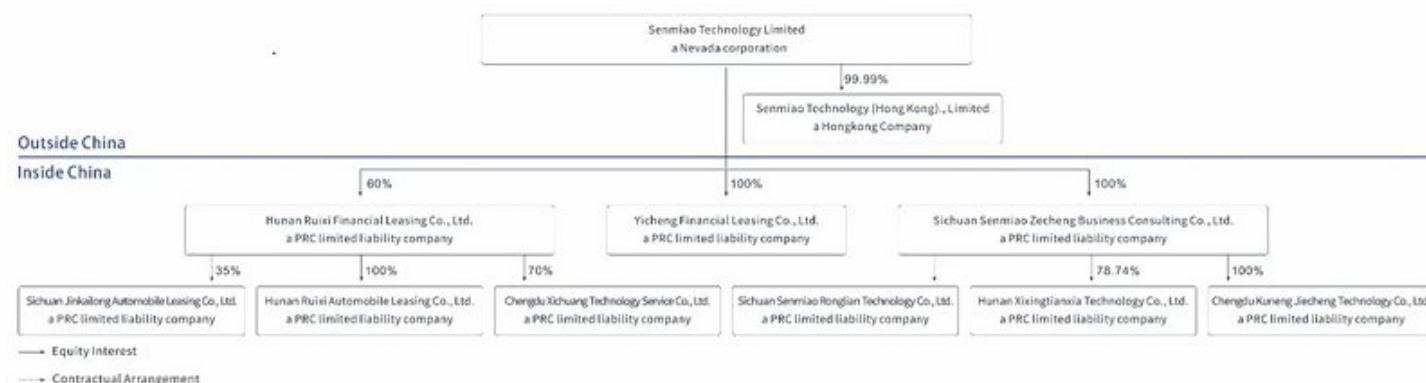 Senmiao Technology Limited
a Nevada corporation
99.99%
Senmiao Technology (Hong Kong)., Limited
a Hongkong Company
Outside China
Inside China
60%
100%
100%
Hunan Ruixi Financial Leasing Co., Ltd.
a PRC limited liability company
Yicheng Financial Leasing Co., Ltd.
a PRC limited liability company
Sichuan Senmiao Zecheng Business Consulting Co., Ltd.
a PRC limited liability company
35%
100%
70%
78.74%
100%
Sichuan Jinkailong Automobile Leasing Co., Ltd.
a PRC limited liability company
Hunan Ruixi Automobile Leasing Co., Ltd.
a PRC limited liability company
Chengdu Xichuang Technology Service Co., Ltd.
a PRC limited liability company
Sichuan Senmiao Ronglian Technology Co., Ltd.
a PRC limited liability company
Hunan Xixingtianxia Technology Co., Ltd.
a PRC limited liability company
Chengdu Kuneng Jiecheng Technology Co., Ltd
a PRC limited liability company
Equity Interest
Contractual Arrangement